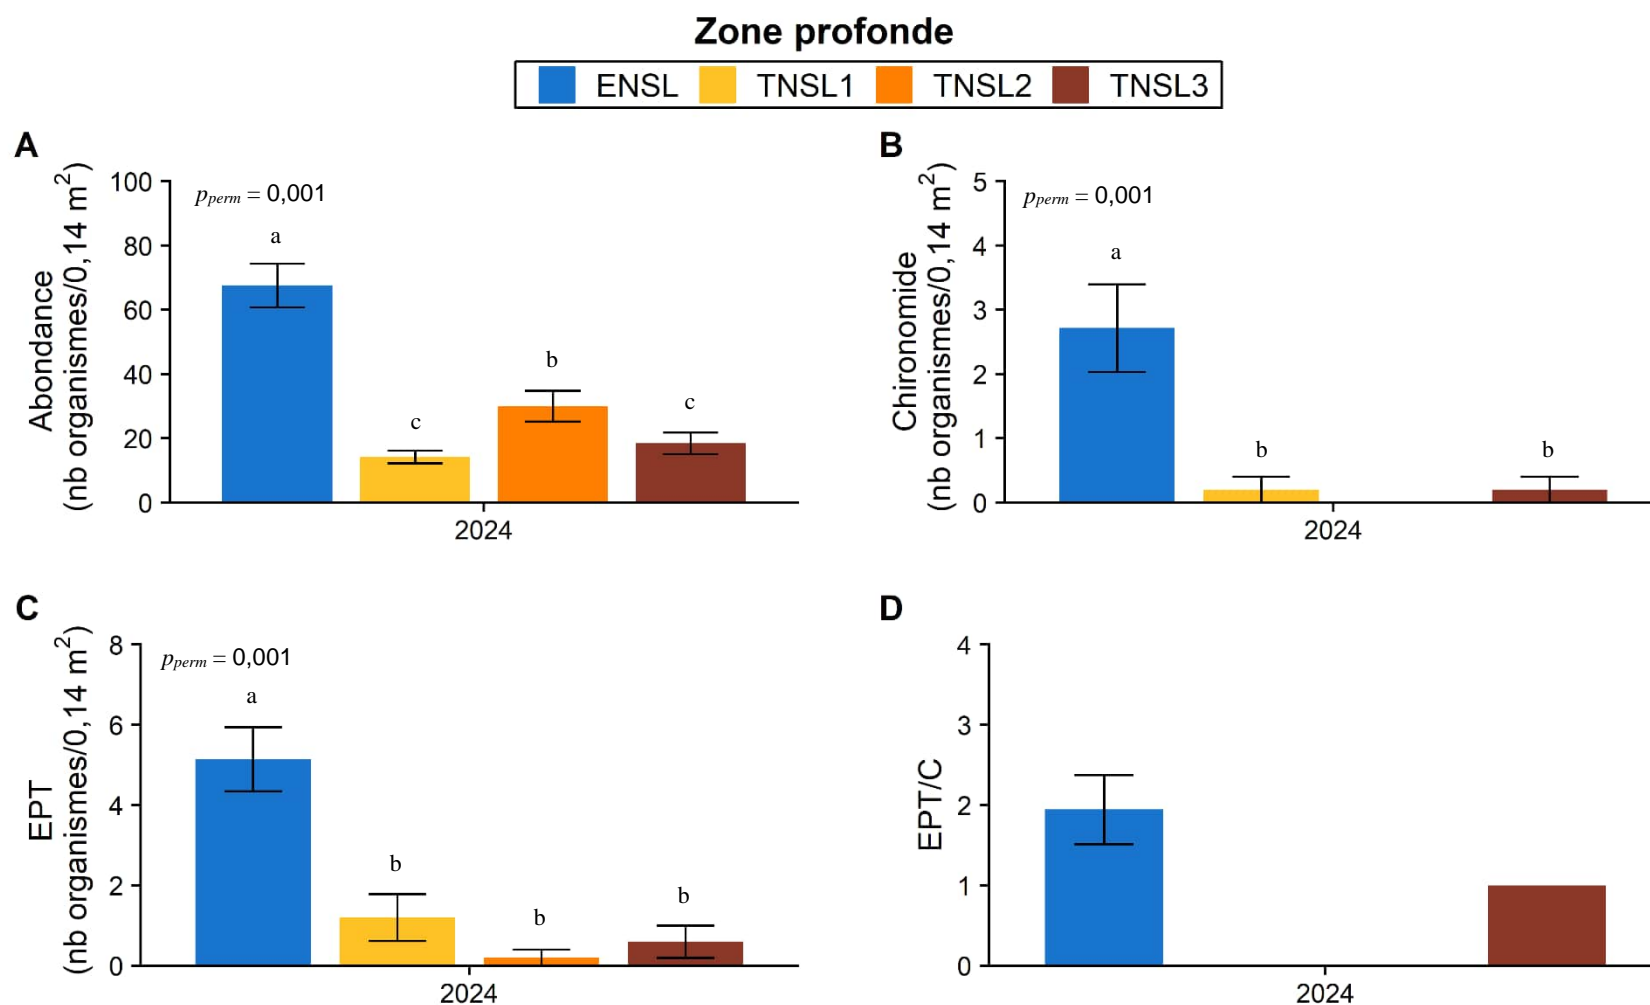 Zone profonde
ENSL TNSL1 TNSL2 TNSL3
A
Abondance
(nb organismes/0,14 m²)
100
80
60
40
20
0
pperm = 0,001
a
c
b
c
2024
B
Chironomide
(nb organismes/0,14 m²)
5
4
3
2
1
0
pperm = 0,001
a
b
b
2024
C
EPT
(nb organismes/0,14 m²)
8
6
4
2
0
pperm = 0,001
a
b
b
b
2024
D
EPT/C
4
3
2
1
0
2024